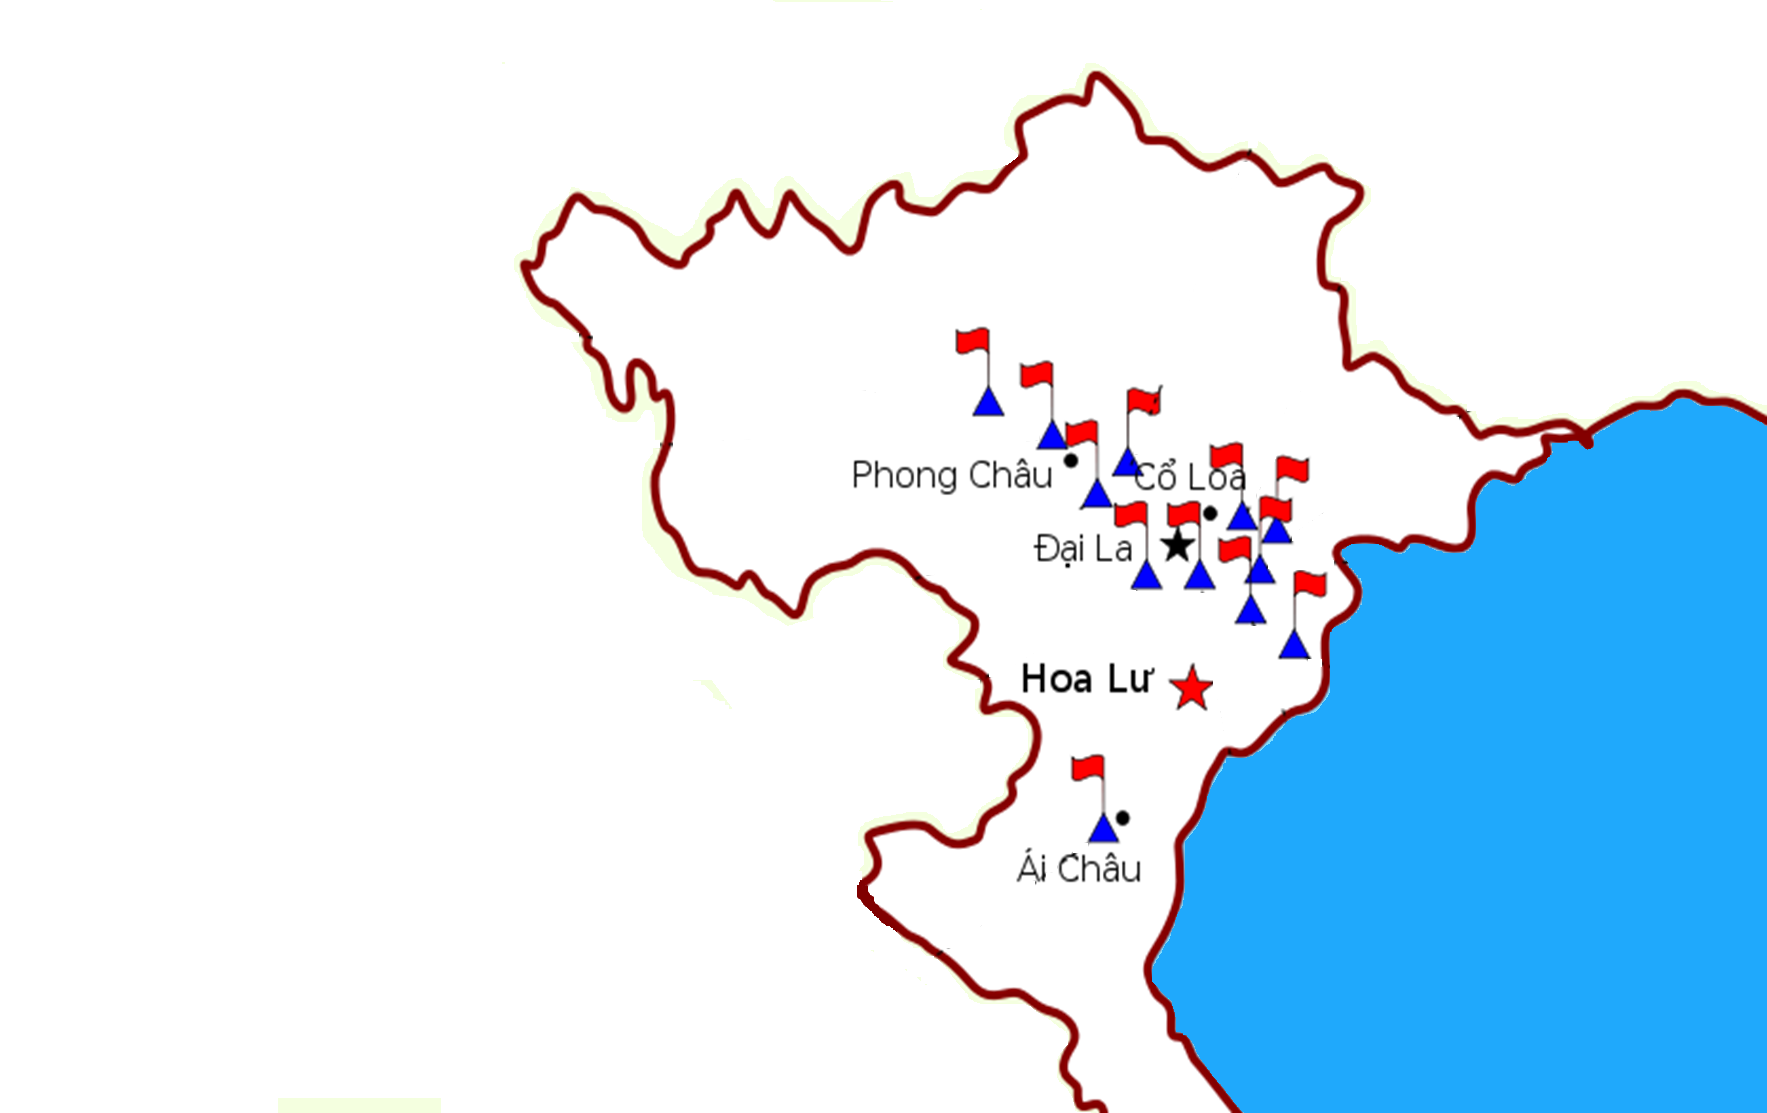 Phong Châu
Cổ Loa
Đại La
Hoa Lư
Ái Châu